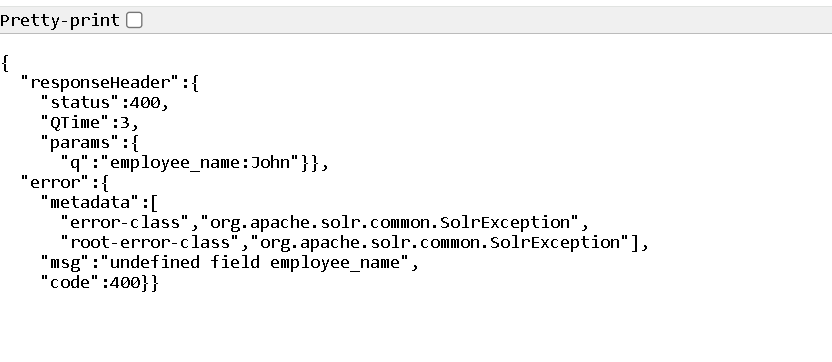 Pretty-print
{
  "responseHeader":{
    "status":400,
    "QTime":3,
    "params":{
      "q":"employee_name:John"}},
  "error":{
    "metadata":[
      "error-class","org.apache.solr.common.SolrException",
      "root-error-class","org.apache.solr.common.SolrException"],
    "msg":"undefined field employee_name",
    "code":400}}